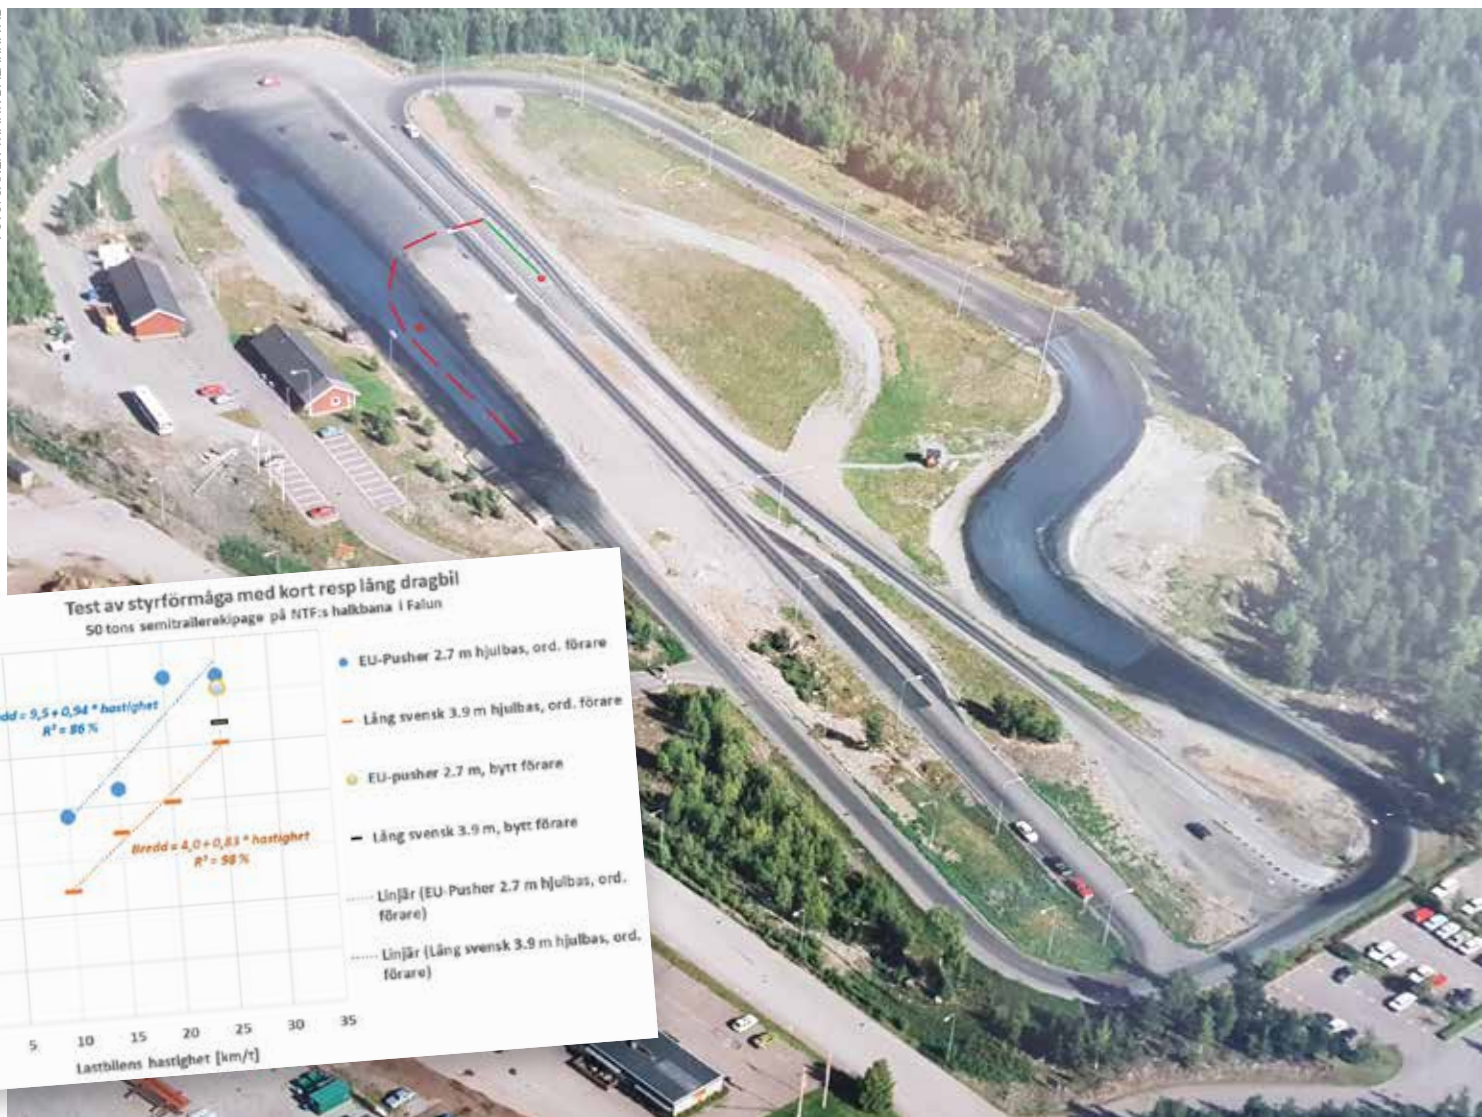 Test av styrförmåga med kort resp lång dragbil
50 tons semitrailerekipage på NTF:s halkbana i Falun
EU-Pusher 2.7 m hjulbas, ord. förare
= 9,5 + 0,94 * hastighet
R² = 86 %
Lång svensk 3.9 m hjulbas, ord. förare
EU-pusher 2.7 m, bytt förare
Lång svensk 3.9 m, bytt förare
Bredd = 4,0 + 0,83 * hastighet
R² = 98 %
Linjär (EU-Pusher 2.7 m hjulbas, ord.
förare)
Linjär (Lång svensk 3.9 m hjulbas, ord.
förare)
5 10 15 20 25 30 35
Lastbilens hastighet [km/t]